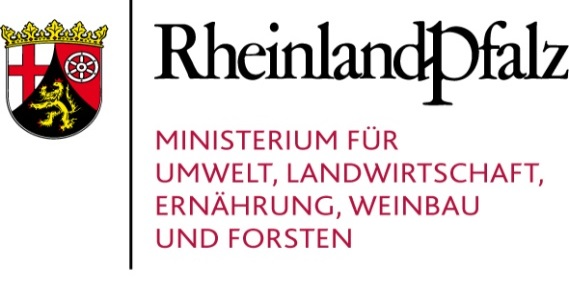 RheinlandPfalz
MINISTERIUM FÜR
UMWELT, LANDWIRTSCHAFT,
ERNÄHRUNG, WEINBAU
UND FORSTEN